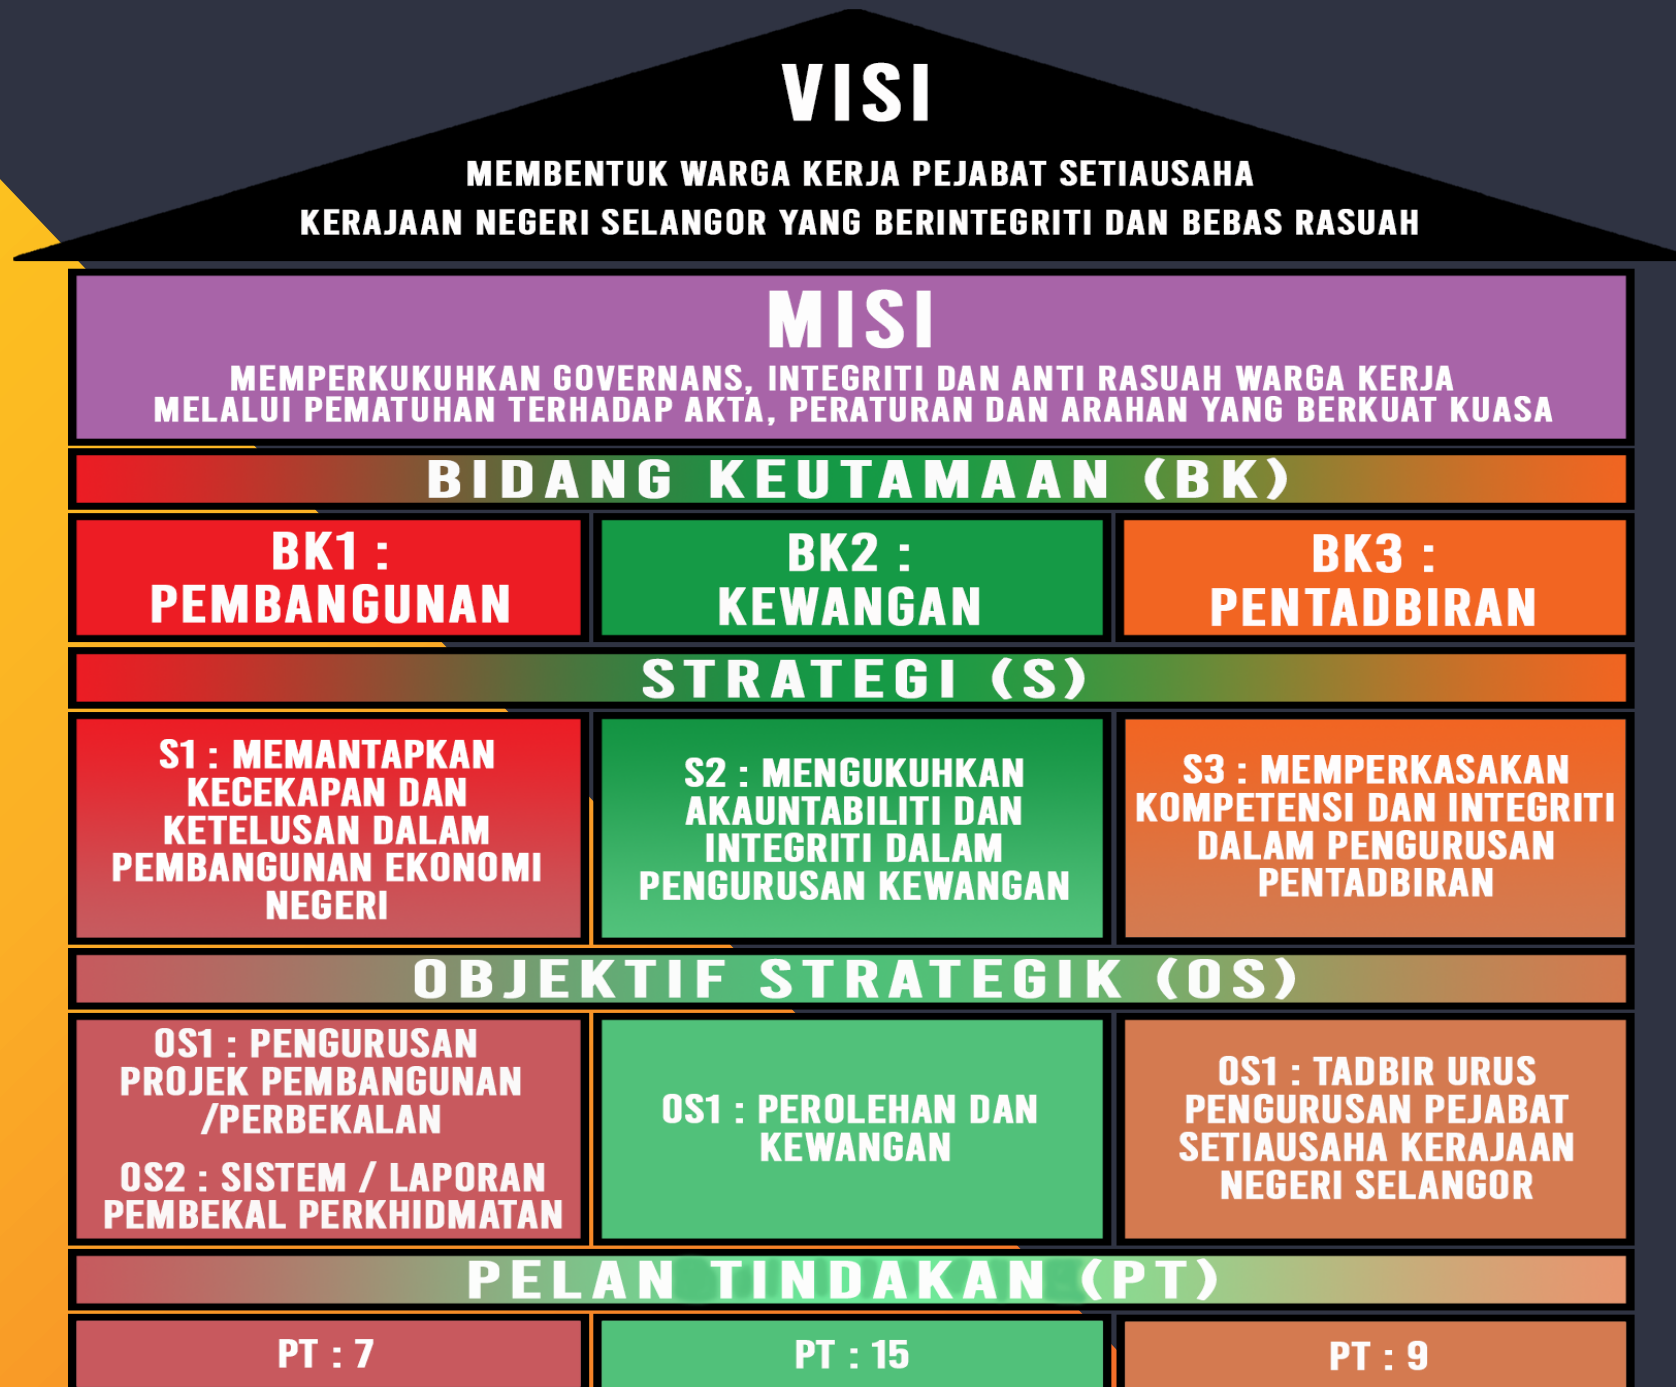 VISI
MEMBENTUK WARGA KERJA PEJABAT SETIAUSAHA
KERAJAAN NEGERI SELANGOR YANG BERINTEGRITI DAN BEBAS RASUAH
MISI
MEMPERKUKUHKAN GOVERNANS, INTEGRITI DAN ANTI RASUAH WARGA KERJA
MELALUI PEMATUHAN TERHADAP AKTA, PERATURAN DAN ARAHAN YANG BERKUAT KUASA
BIDANG KEUTAMAAN (BK)
BK1 :
PEMBANGUNAN
BK2 :
KEWANGAN
BK3 :
PENTADBIRAN
STRATEGI (S)
S1 : MEMANTAPKAN
KECEKAPAN DAN
KETELUSAN DALAM
PEMBANGUNAN EKONOMI
NEGERI
S2 : MENGUKUHKAN
AKAUNTABILITI DAN
INTEGRITI DALAM
PENGURUSAN KEWANGAN
S3 : MEMPERKASAKAN
KOMPETENSI DAN INTEGRITI
DALAM PENGURUSAN
PENTADBIRAN
OBJEKTIF STRATEGIK (OS)
OS1 : PENGURUSAN
PROJEK PEMBANGUNAN
/PERBEKALAN
OS2 : SISTEM / LAPORAN
PEMBEKAL PERKHIDMATAN
OS1 : PEROLEHAN DAN
KEWANGAN
OS1 : TADBIR URUS
PENGURUSAN PEJABAT
SETIAUSAHA KERAJAAN
NEGERI SELANGOR
PELAN TINDAKAN (PT)
PT : 7
PT : 15
PT : 9